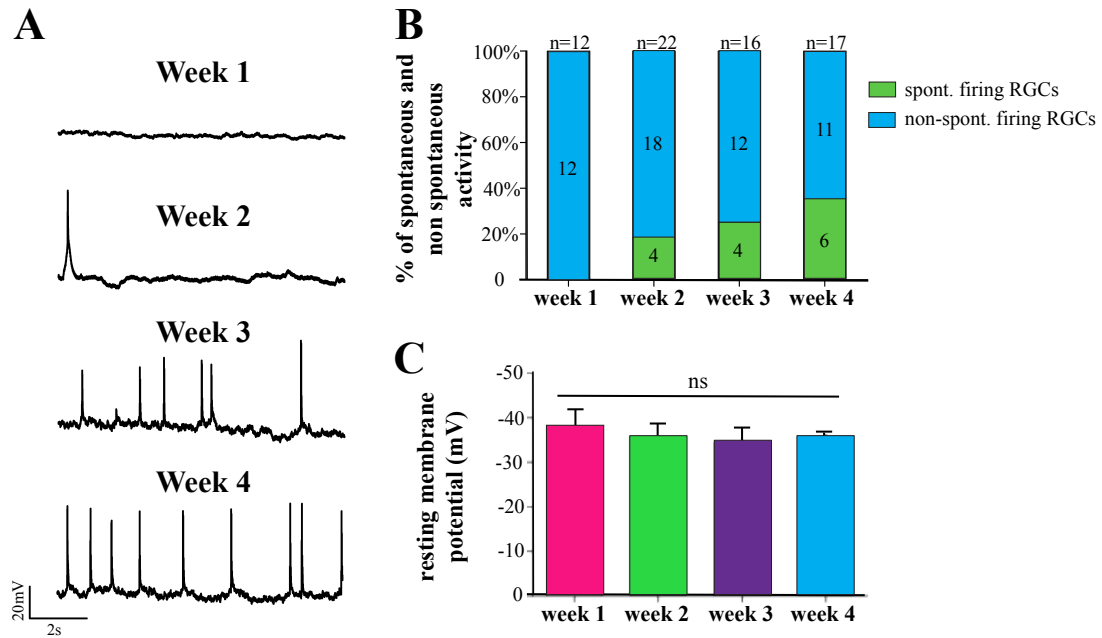 A
Week 1
Week 2
Week 3
Week 4
20mV
2s
B
% of spontaneous and
non spontaneous
activity
n=12
n=22
n=16
n=17
100%
80%
60%
40%
20%
0
12
18
12
11
4
4
6
week 1
week 2
week 3
week 4
spont. firing RGCs
non-spont. firing RGCs
C
resting membrane
potential (mV)
-50
-40
-30
-20
-10
0
ns
week 1
week 2
week 3
week 4